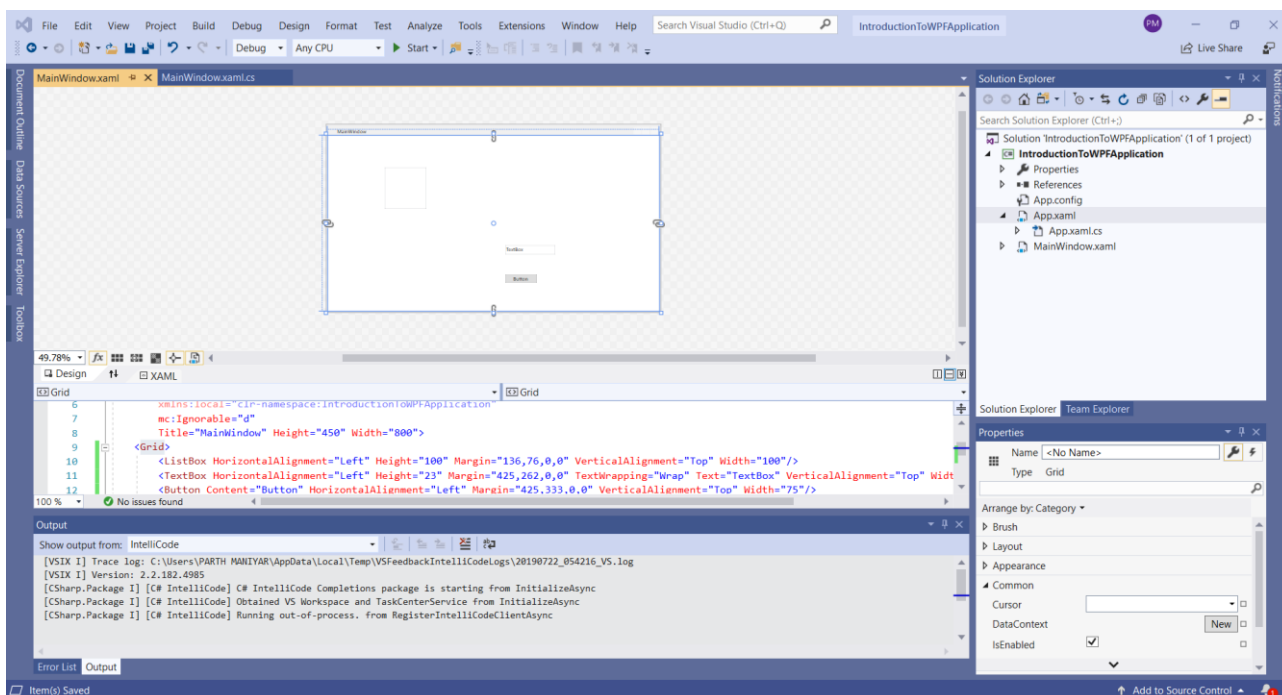 File Edit View Project Build Debug Design Format Test Analyze Tools Extensions Window Help Search Visual Studio (Ctrl+Q) IntroductionToWPFApplication PM
Debug Any CPU Start Live Share
Document Outline
Data Sources
Server Explorer
Toolbox
MainWindow.xaml MainWindow.xaml.cs
MainWindow
TextBox
Button
49.78% fx
Design XAML
Grid Grid
6 xmlns:local="clr-namespace:IntroductionToWPFApplication"
7 mc:Ignorable="d"
8 Title="MainWindow" Height="450" Width="800">
9 <Grid>
10 <ListBox HorizontalAlignment="Left" Height="100" Margin="136,76,0,0" VerticalAlignment="Top" Width="100"/>
11 <TextBox HorizontalAlignment="Left" Height="23" Margin="425,262,0,0" TextWrapping="Wrap" Text="TextBox" VerticalAlignment="Top" Widt
12 <Button Content="Button" HorizontalAlignment="Left" Margin="425,333,0,0" VerticalAlignment="Top" Width="75"/>
100 % No issues found
Output
Show output from: IntelliCode
[VSIX I] Trace log: C:\Users\PARTH MANIYAR\AppData\Local\Temp\VSFeedbackIntelliCodeLogs\20190722_054216_VS.log
[VSIX I] Version: 2.2.182.4985
[CSharp.Package I] [C# IntelliCode] C# IntelliCode Completions package is starting from InitializeAsync
[CSharp.Package I] [C# IntelliCode] Obtained VS Workspace and TaskCenterService from InitializeAsync
[CSharp.Package I] [C# IntelliCode] Running out-of-process. from RegisterIntelliCodeClientAsync
Error List Output
Item(s) Saved
Solution Explorer
Search Solution Explorer (Ctrl+;)
Solution 'IntroductionToWPFApplication' (1 of 1 project)
C# IntroductionToWPFApplication
Properties
References
App.config
App.xaml
App.xaml.cs
MainWindow.xaml
Solution Explorer Team Explorer
Properties
Name <No Name>
Type Grid
Arrange by: Category
Brush
Layout
Appearance
Common
Cursor
DataContext New
IsEnabled
Add to Source Control
Notifications